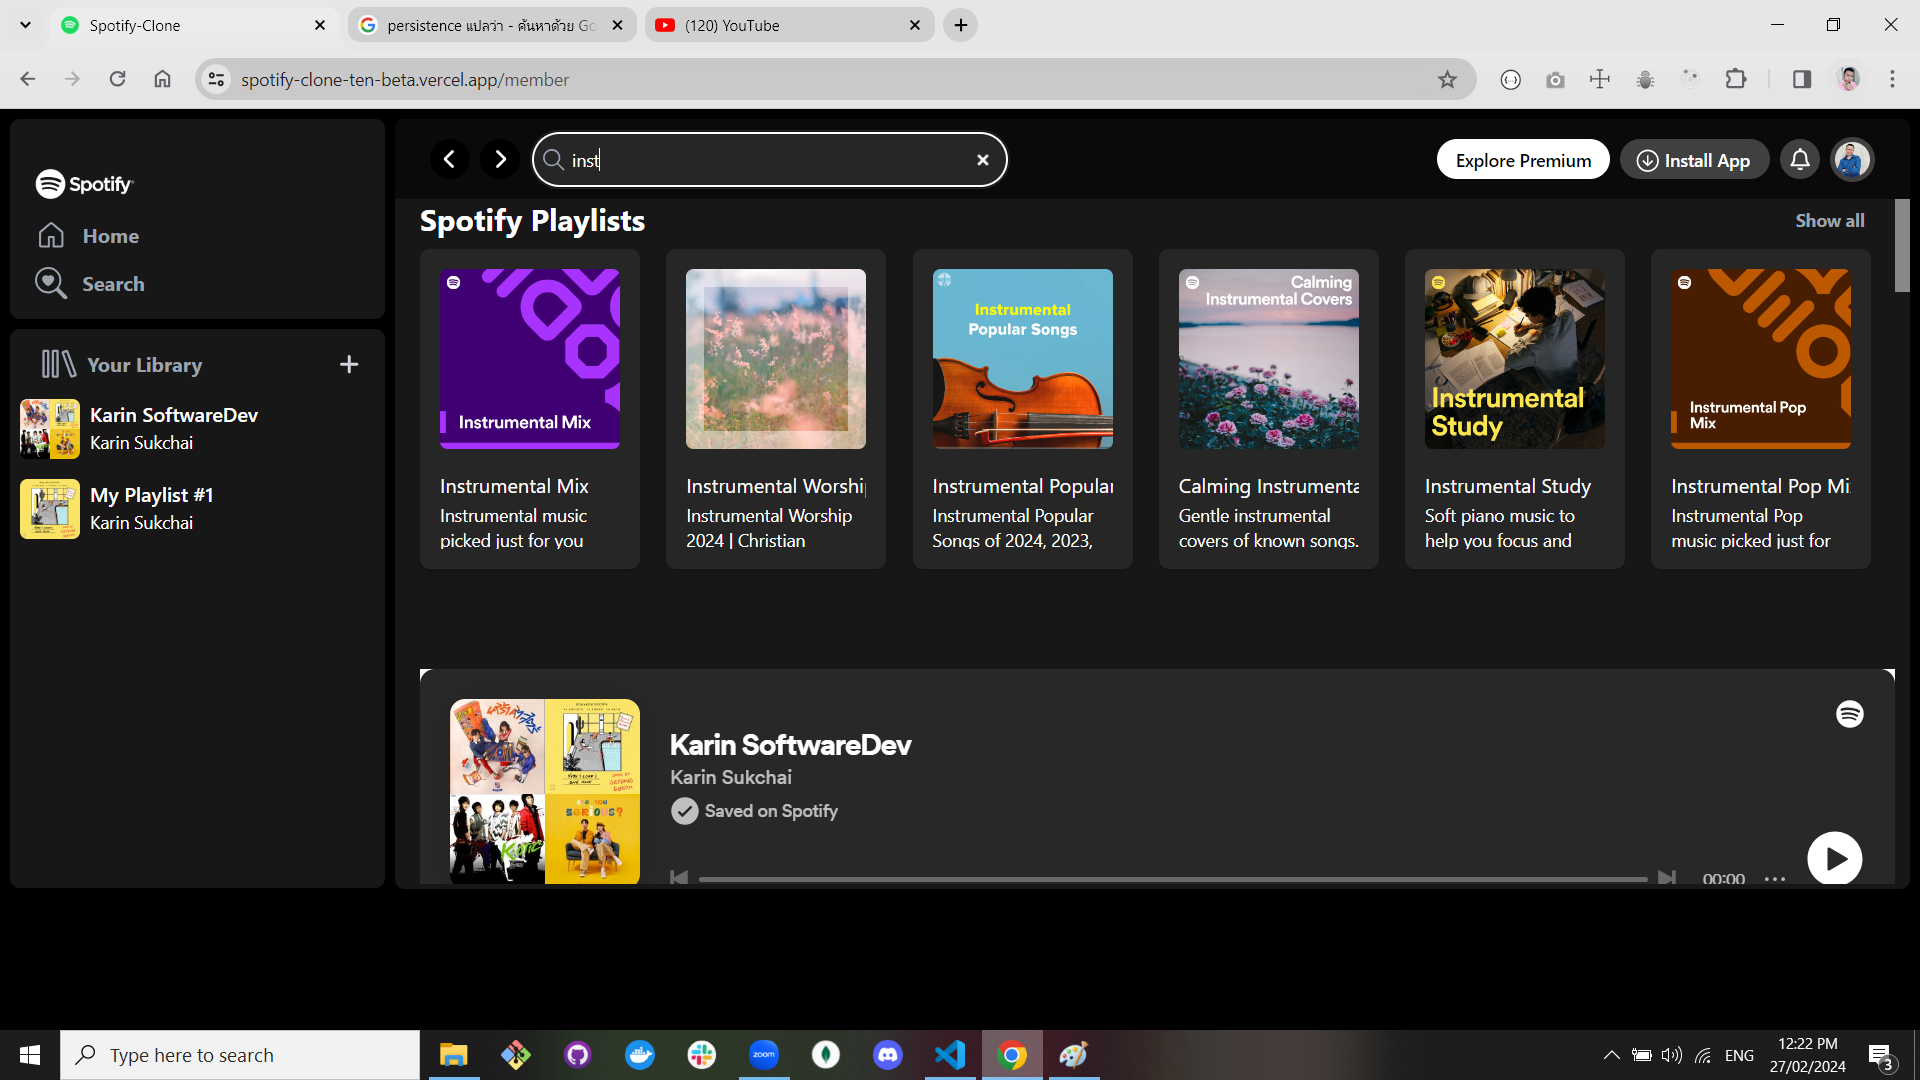 Spotify-Clone
persistence แปลว่า - ค้นหาด้วย Go
(120) YouTube
spotify-clone-ten-beta.vercel.app/member
Spotify
Home
Search
Your Library
Karin SoftwareDev
Karin Sukchai
My Playlist #1
Karin Sukchai
inst
Explore Premium
Install App
Spotify Playlists
Show all
Instrumental Mix
Instrumental Mix
Instrumental music
picked just for you
Instrumental Worshi
Instrumental Worship
2024 | Christian
Instrumental
Popular Songs
Instrumental Popular
Instrumental Popular
Songs of 2024, 2023,
Calming
Instrumental Covers
Calming Instrumenta
Gentle instrumental
covers of known songs.
Instrumental
Study
Instrumental Study
Soft piano music to
help you focus and
Instrumental Pop
Mix
Instrumental Pop Mi
Instrumental Pop
music picked just for
SERIOUS?
Karin SoftwareDev
Karin Sukchai
Saved on Spotify
00:00
Type here to search
zoom
ENG
12:22 PM
27/02/2024
3